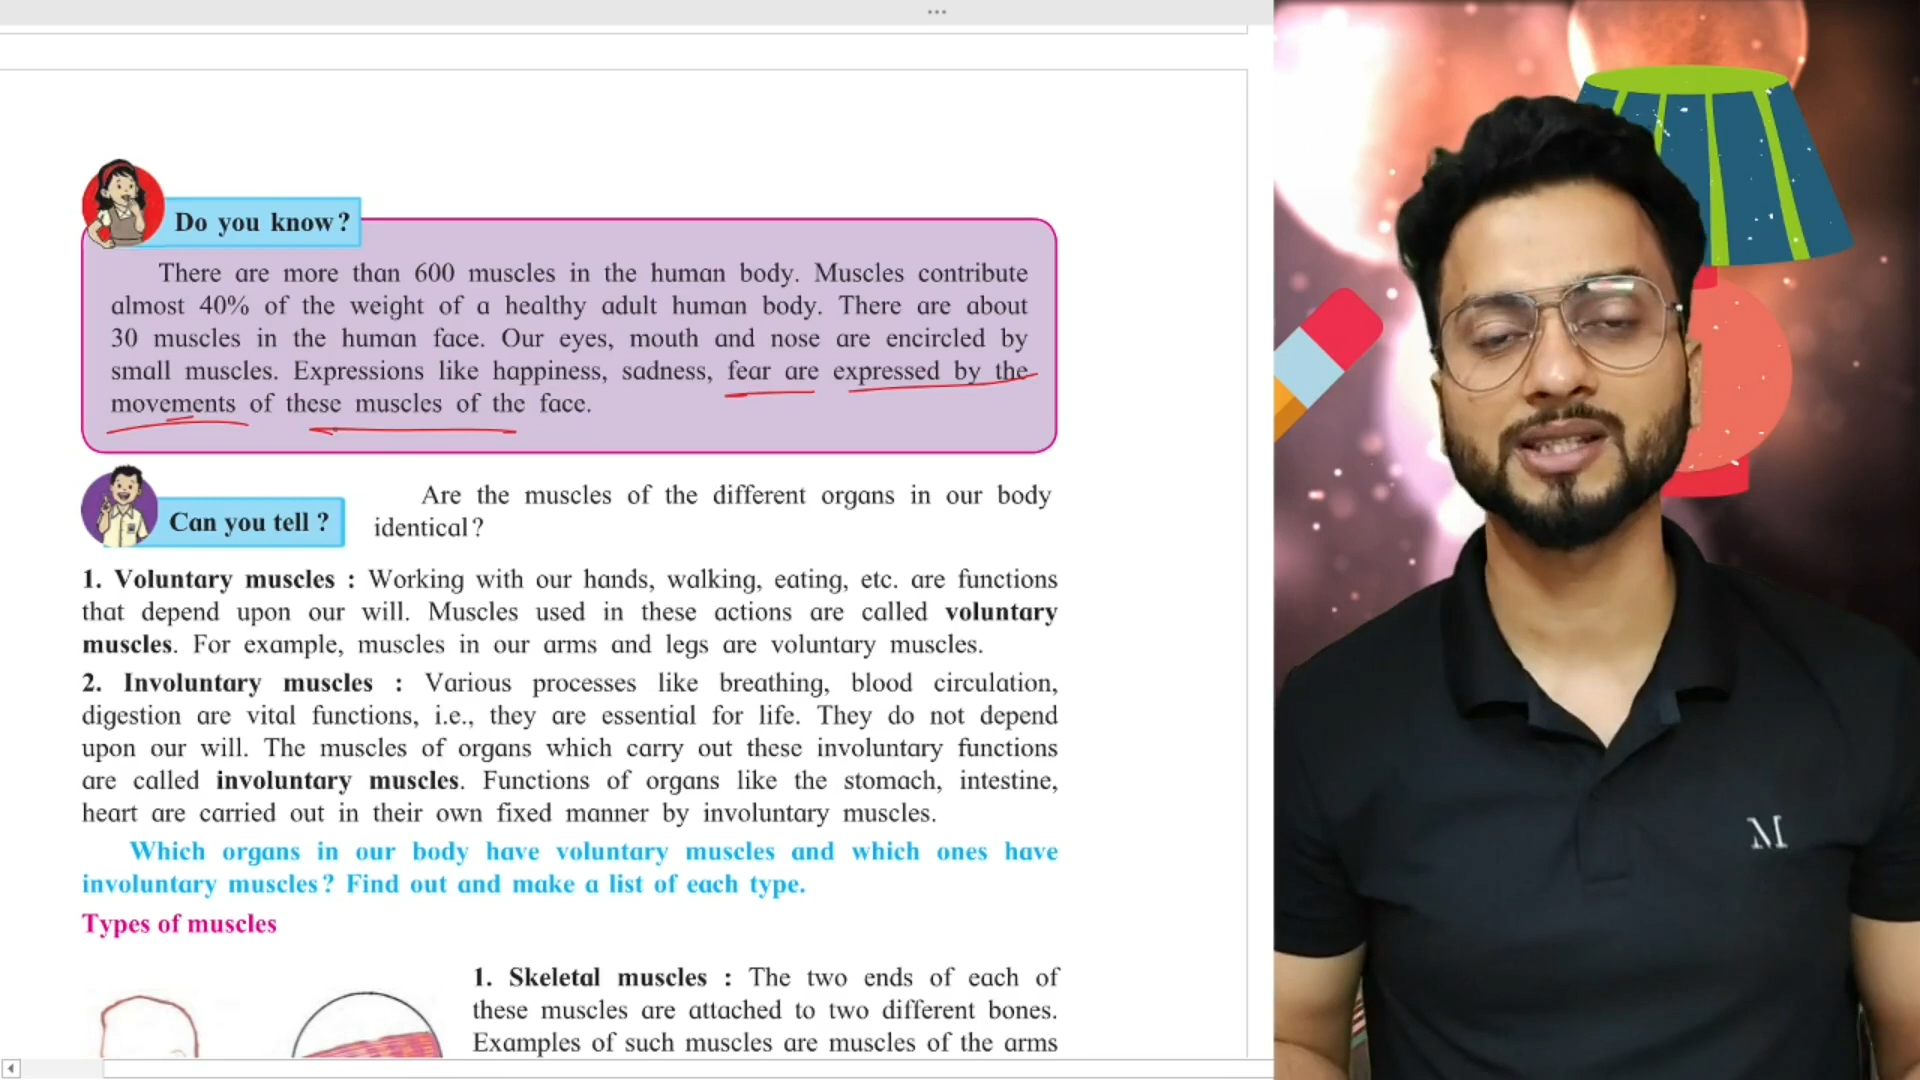 Do you know?
There are more than 600 muscles in the human body. Muscles contribute
almost 40% of the weight of a healthy adult human body. There are about
30 muscles in the human face. Our eyes, mouth and nose are encircled by
small muscles. Expressions like happiness, sadness, fear are expressed by the
movements of these muscles of the face.
Can you tell ?
Are the muscles of the different organs in our body
identical?
1. Voluntary muscles : Working with our hands, walking, eating, etc. are functions
that depend upon our will. Muscles used in these actions are called voluntary
muscles. For example, muscles in our arms and legs are voluntary muscles.
2. Involuntary muscles : Various processes like breathing, blood circulation,
digestion are vital functions, i.e., they are essential for life. They do not depend
upon our will. The muscles of organs which carry out these involuntary functions
are called involuntary muscles. Functions of organs like the stomach, intestine,
heart are carried out in their own fixed manner by involuntary muscles.
Which organs in our body have voluntary muscles and which ones have
involuntary muscles? Find out and make a list of each type.
Types of muscles
1. Skeletal muscles : The two ends of each of
these muscles are attached to two different bones.
Examples of such muscles are muscles of the arms
M